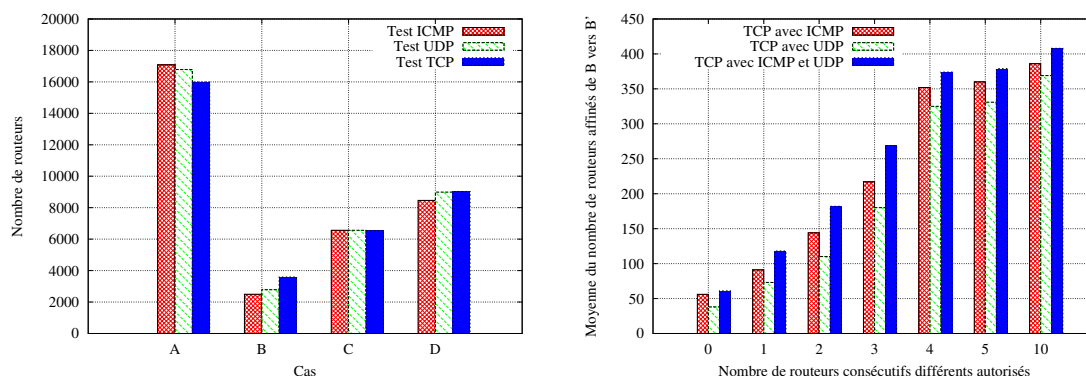 20000
18000
16000
14000
12000
10000
8000
6000
4000
2000
0
Nombre de routeurs
Test ICMP
Test UDP
Test TCP
A B C D
Cas
450
400
350
300
250
200
150
100
50
0
Moyenne du nombre de routeurs affinés de B vers B'
TCP avec ICMP
TCP avec UDP
TCP avec ICMP et UDP
0 1 2 3 4 5 10
Nombre de routeurs consécutifs différents autorisés